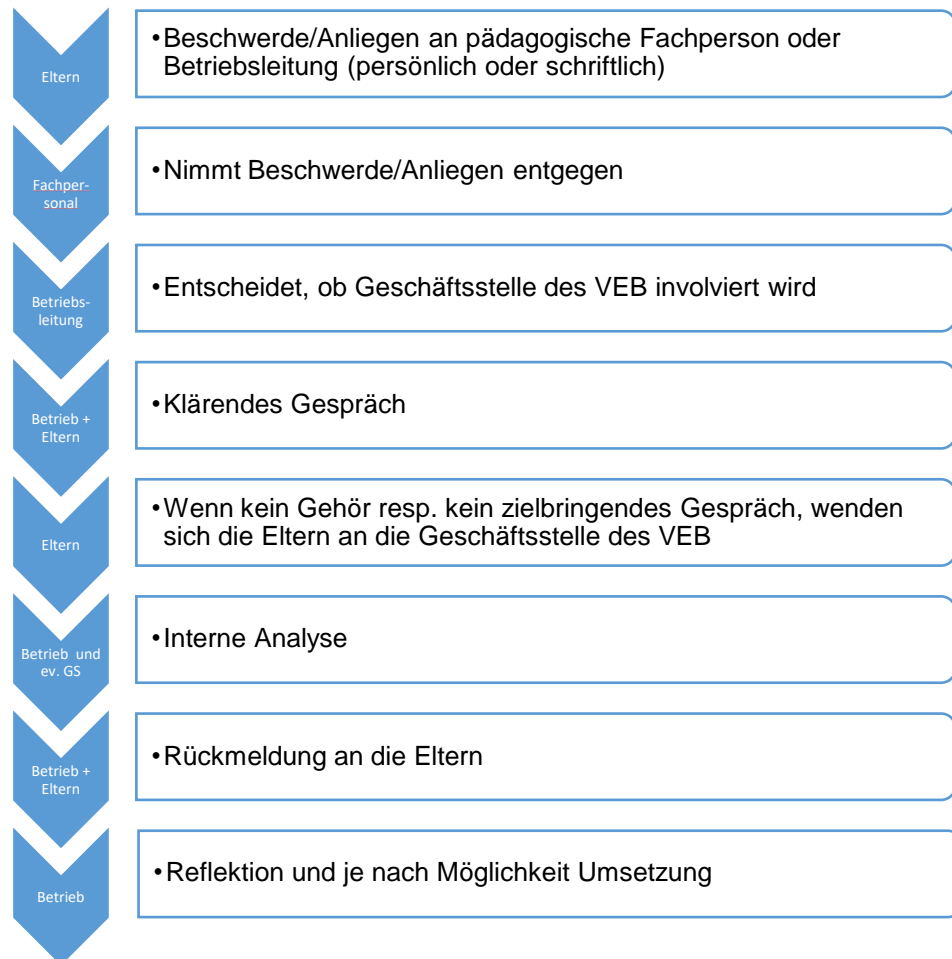 Eltern
•Beschwerde/Anliegen an pädagogische Fachperson oder
Betriebsleitung (persönlich oder schriftlich)
Fachper-
sonal
•Nimmt Beschwerde/Anliegen entgegen
Betriebs-
leitung
•Entscheidet, ob Geschäftsstelle des VEB involviert wird
Betrieb +
Eltern
•Klärendes Gespräch
Eltern
•Wenn kein Gehör resp. kein zielbringendes Gespräch, wenden
sich die Eltern an die Geschäftsstelle des VEB
Betrieb und
ev. GS
•Interne Analyse
Betrieb +
Eltern
•Rückmeldung an die Eltern
Betrieb
•Reflektion und je nach Möglichkeit Umsetzung